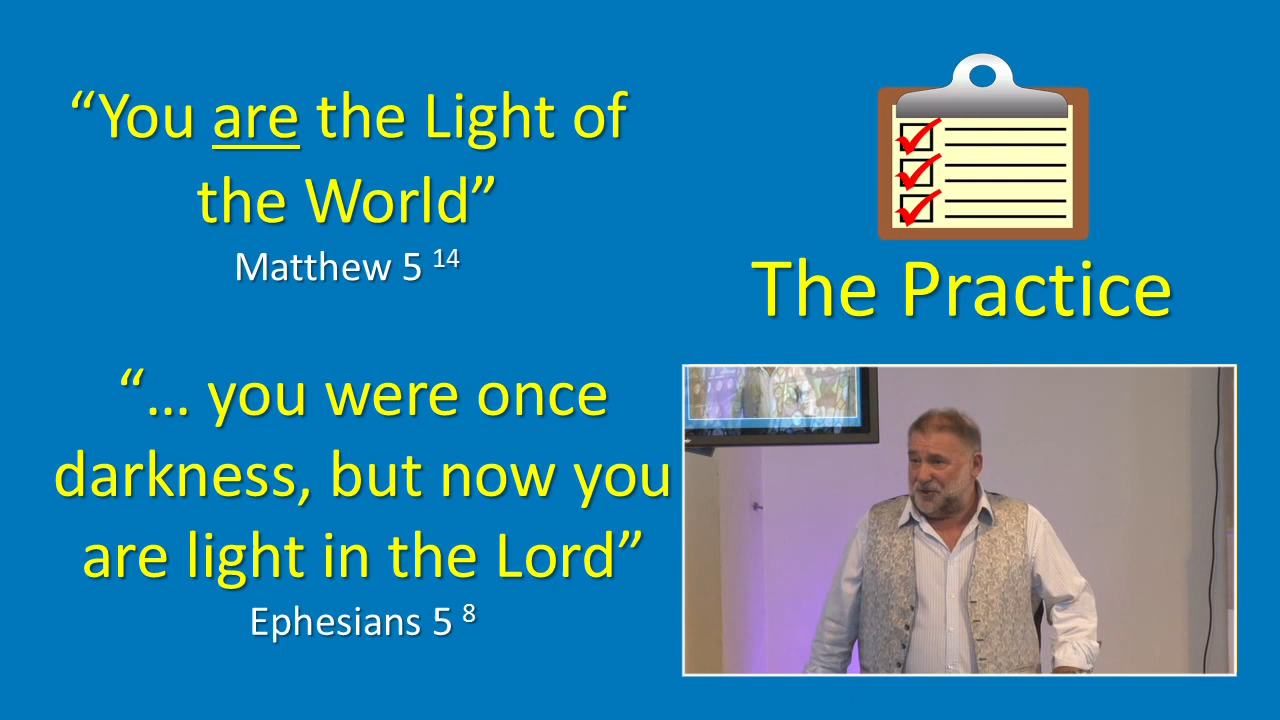 “You are the Light of
the World”
Matthew 5 14
“… you were once
darkness, but now you
are light in the Lord”
Ephesians 5 8
The Practice